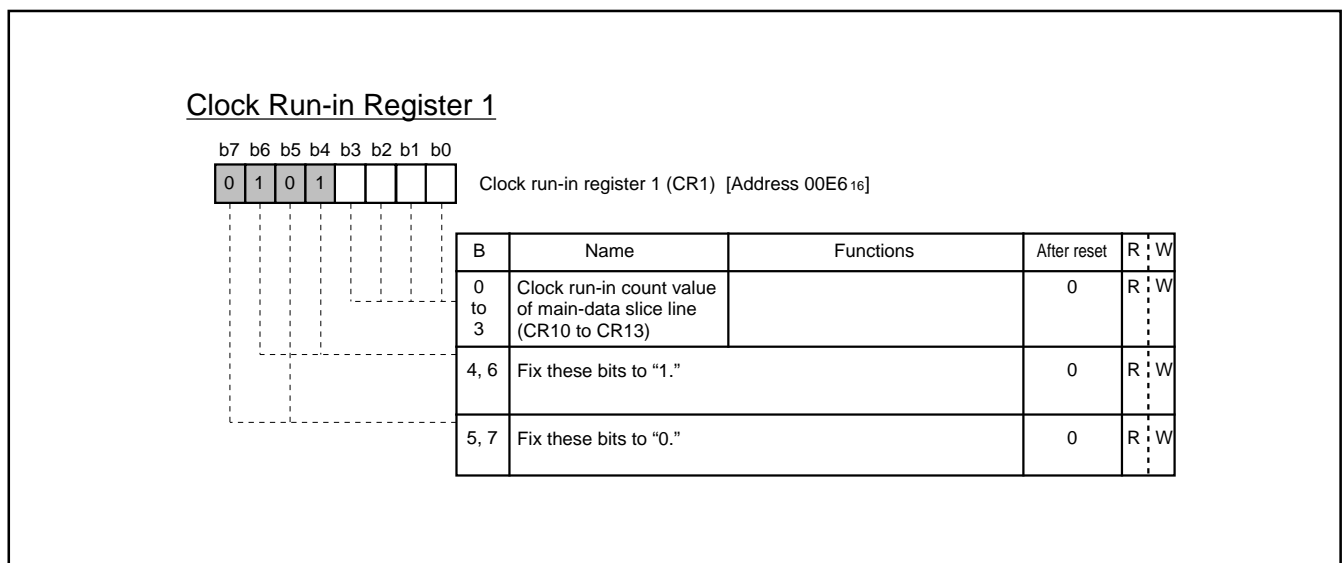 Clock Run-in Register 1
b7 b6 b5 b4 b3 b2 b1 b0
0 1 0 1
Clock run-in register 1 (CR1) [Address 00E6 16]
B Name Functions After reset R W
0 to 3 Clock run-in count value of main-data slice line (CR10 to CR13) 0 R W
4, 6 Fix these bits to “1.” 0 R W
5, 7 Fix these bits to “0.” 0 R W